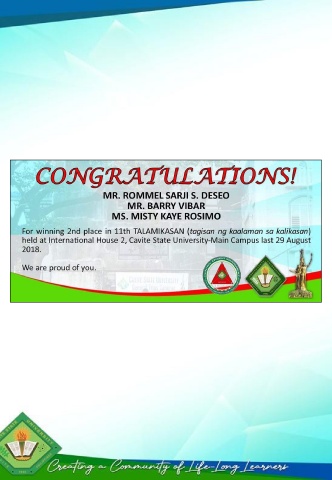 CONGRATULATIONS!
MR. ROMMEL SARJI S. DESEO
MR. BARRY VIBAR
MS. MISTY KAYE ROSIMO
For winning 2nd place in 11th TALAMIKASAN (tagisan ng kaalaman sa kalikasan)
held at International House 2, Cavite State University-Main Campus last 29 August
2018.
We are proud of you.
Creating a Community of Life-Long Learners